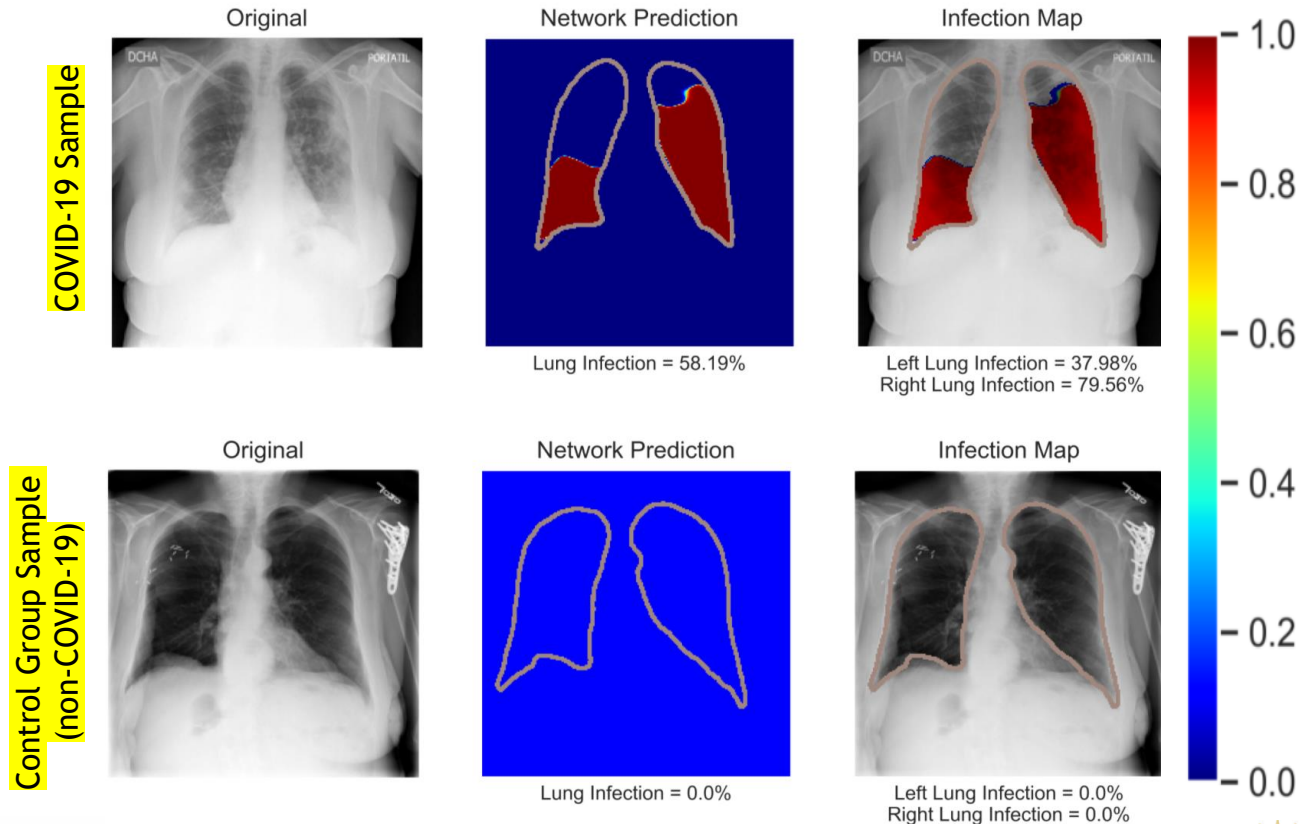 Original
Network Prediction
Infection Map
COVID-19 Sample
DCHA
PORTATIL
DCHA
PORTATIL
Lung Infection = 58.19%
Left Lung Infection = 37.98%
Right Lung Infection = 79.56%
Original
Network Prediction
Infection Map
Control Group Sample
(non-COVID-19)
Lung Infection = 0.0%
Left Lung Infection = 0.0%
Right Lung Infection = 0.0%
1.0
0.8
0.6
0.4
0.2
0.0